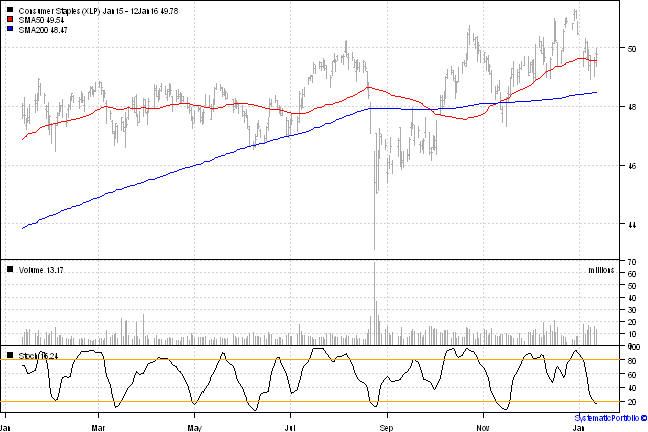 Consumer Staples (XLP) Jan 15 - 12Jan16 49.78
SMA50 49.54
SMA200 48.47
50
48
46
44
Volume 13.17
millions
70
60
50
40
30
20
10
Stoch 16.24
80
60
40
20
Jan Mar May Jul Sep Nov Jan
SystematicPortfolio ©